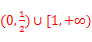 (0,1/2) ∪ [1,+∞)